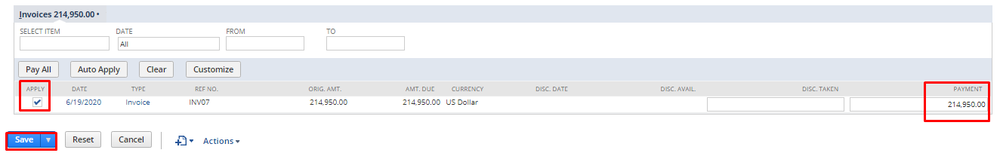 Invoices 214,950.00 •
SELECT ITEM DATE FROM TO
All
Pay All Auto Apply Clear Customize
APPLY DATE TYPE REF NO. ORIG. AMT. AMT. DUE CURRENCY DISC. DATE DISC. AVAIL. DISC. TAKEN PAYMENT
6/19/2020 Invoice INV07 214,950.00 214,950.00 US Dollar 214,950.00
Save Reset Cancel Actions